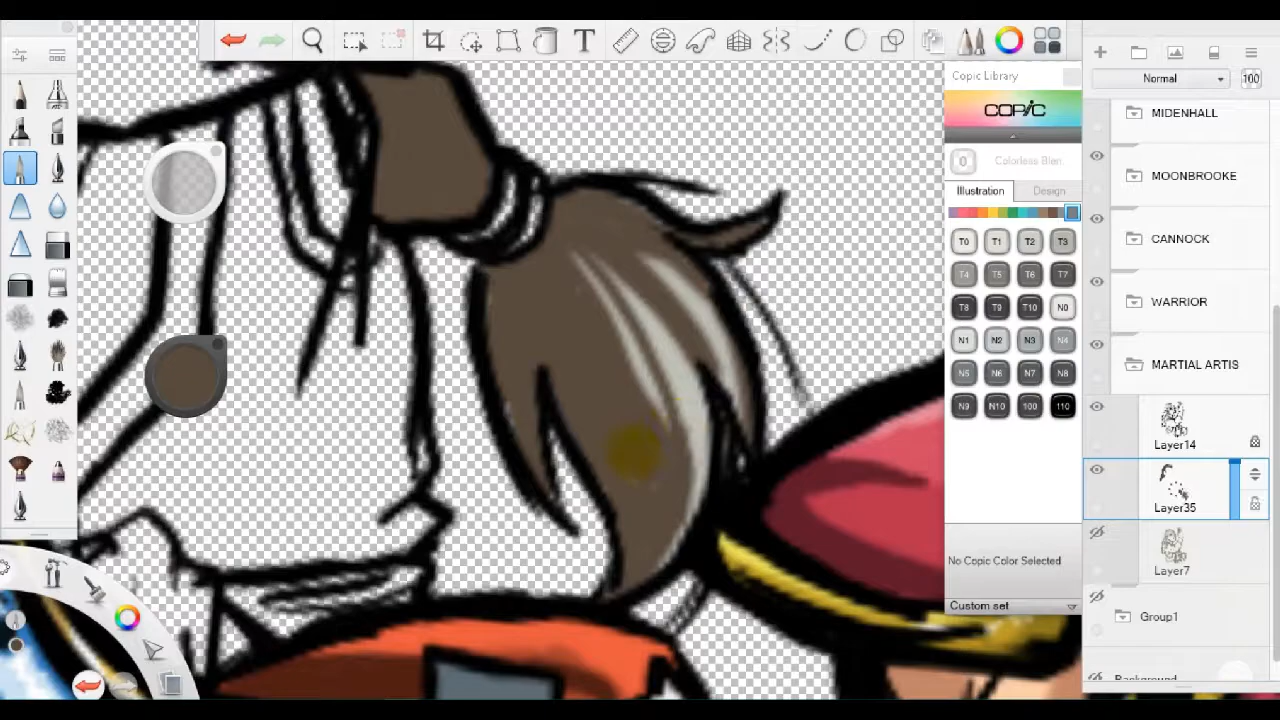 T
Copic Library
COPIC
0 Colorless Blen.
Illustration Design
T0 T1 T2 T3
T4 T5 T6 T7
T8 T9 T10 N0
N1 N2 N3 N4
N5 N6 N7 N8
N9 N10 100 110
No Copic Color Selected
Custom set
Normal 100
MIDENHALL
MOONBROOKE
CANNOCK
WARRIOR
MARTIAL ARTIS
Layer14
Layer35
Layer7
Group1
Background